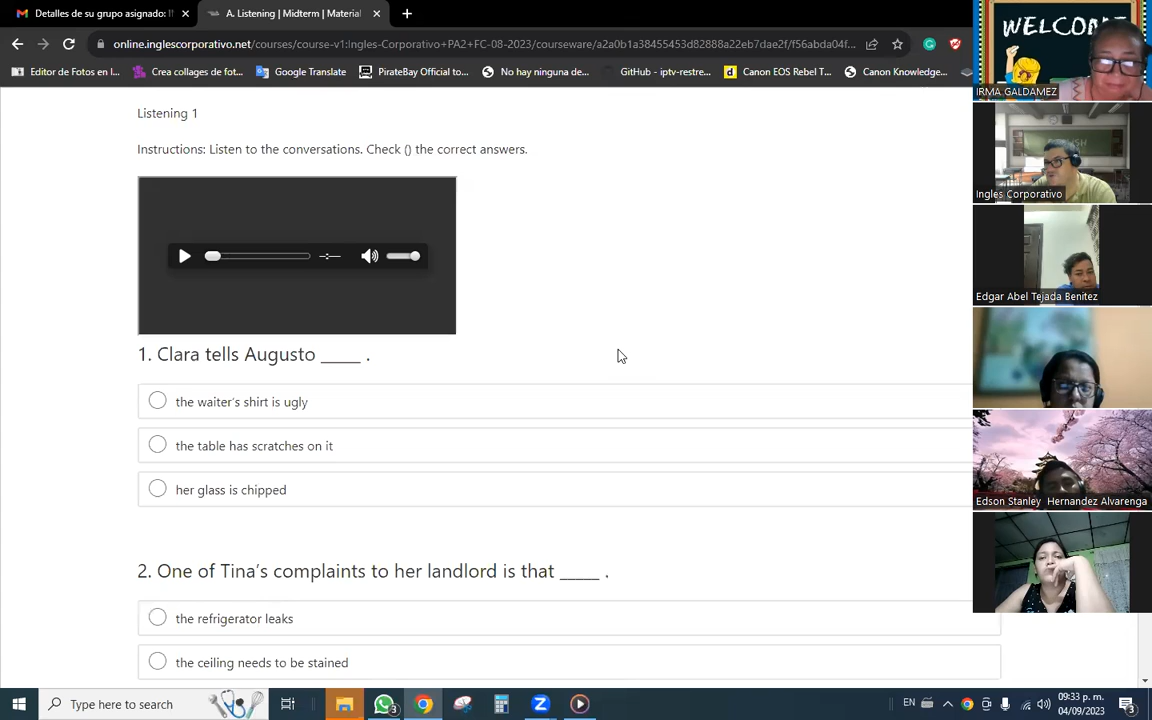 Detalles de su grupo asignado: I!
A. Listening | Midterm | Material
online.inglescorporativo.net/courses/course-v1:Ingles-Corporativo+PA2+FC-08-2023/courseware/a2a0b1a38455453d82888a22eb7dae2f/f56abda04f...
Editor de Fotos en l...
Crea collages de fot...
Google Translate
PirateBay Official to...
No hay ninguna de...
GitHub - iptv-restre...
Canon EOS Rebel T...
Canon Knowledge...
WELCOME
IRMA GALDAMEZ
Ingles Corporativo
Edgar Abel Tejada Benitez
Edson Stanley Hernandez Alvarenga
Listening 1
Instructions: Listen to the conversations. Check () the correct answers.
--:--
1. Clara tells Augusto _____ .
the waiter's shirt is ugly
the table has scratches on it
her glass is chipped
2. One of Tina's complaints to her landlord is that _____ .
the refrigerator leaks
the ceiling needs to be stained
Type here to search
3
EN
09:33 p. m.
04/09/2023
3